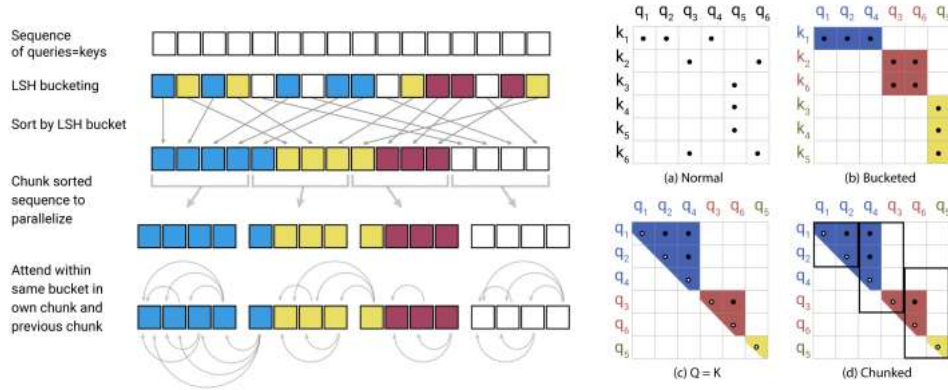 Sequence
of queries=keys
LSH bucketing
Sort by LSH bucket
Chunk sorted
sequence to
parallelize
Attend within
same bucket in
own chunk and
previous chunk
q1 q2 q3 q4 q5 q6
k1
k2
k3
k4
k5
k6
(a) Normal
q1 q2 q4 q3 q6 q5
k1
k2
k6
k3
k4
k5
(b) Bucketed
q1 q2 q4 q3 q6 q5
q1
q2
q4
q3
q6
q5
(c) Q = K
q1 q2 q4 q3 q6 q5
q1
q2
q4
q3
q6
q5
(d) Chunked